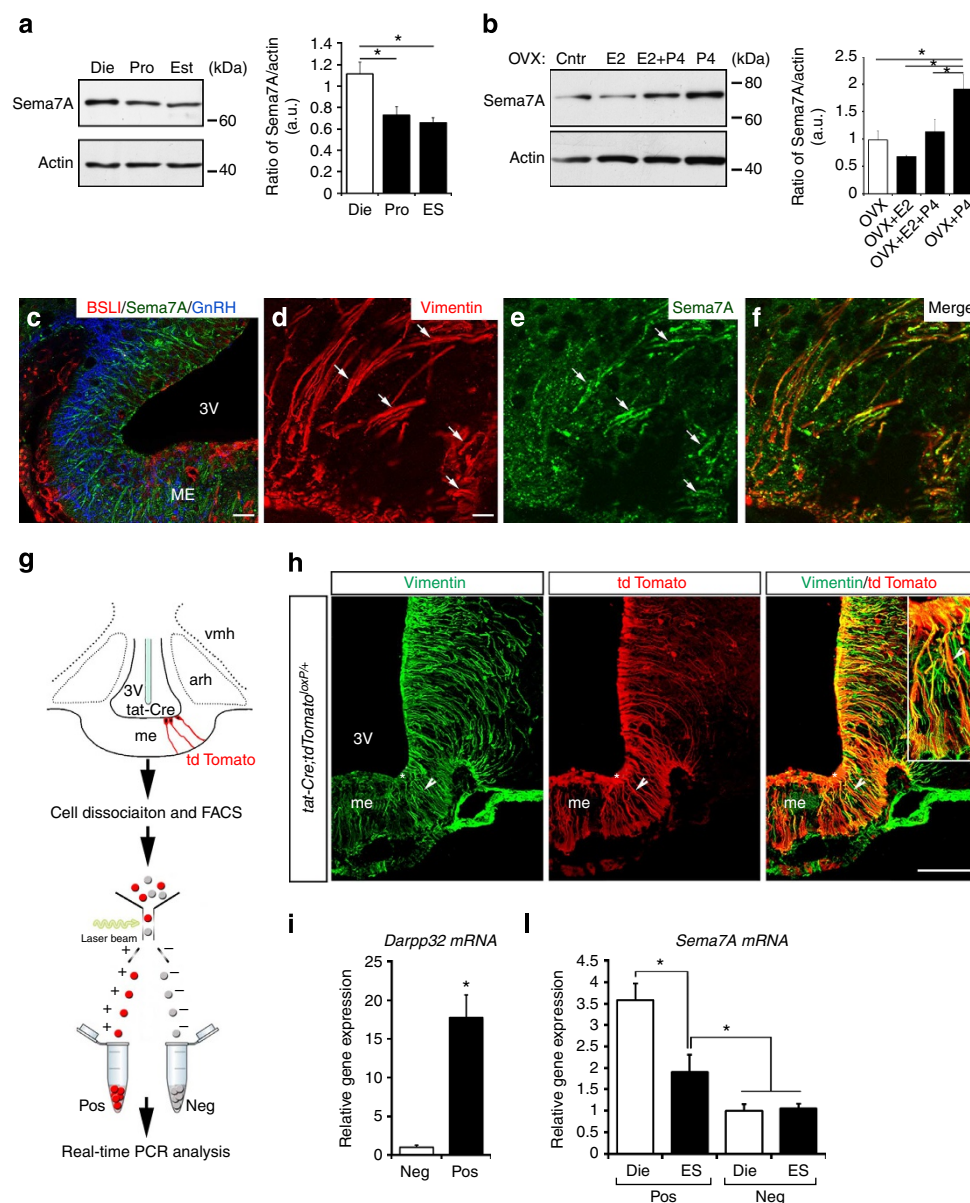 a
Die Pro Est (kDa)
Sema7A
60
Actin
40
Ratio of Sema7A/actin
(a.u.)
1.4
1.2
1
0.8
0.6
0.4
0.2
0
* *
Die Pro ES
b
OVX: Cntr E2 E2+P4 P4 (kDa)
Sema7A
80
60
Actin
40
Ratio of Sema7A/actin
(a.u.)
2.5
2
1.5
1
0.5
0
* * *
OVX
OVX+E2
OVX+E2+P4
OVX+P4
c
BSLI/Sema7A/GnRH
3V
ME
d
Vimentin
e
Sema7A
f
Merge
g
vmh
arh
3V
tat-Cre
me
td Tomato
Cell dissociaiton and FACS
Laser beam
+ −
+ −
+ −
+ −
+ −
Pos Neg
Real-time PCR analysis
h
Vimentin
td Tomato
Vimentin/td Tomato
tat-Cre;tdTomato^loxP/+
3V
* me
* me
* me
i
Darpp32 mRNA
Relative gene expression
25
20
15
10
5
0
*
Neg Pos
l
Sema7A mRNA
Relative gene expression
4.5
4
3.5
3
2.5
2
1.5
1
0.5
0
*
*
Die ES Die ES
Pos Neg